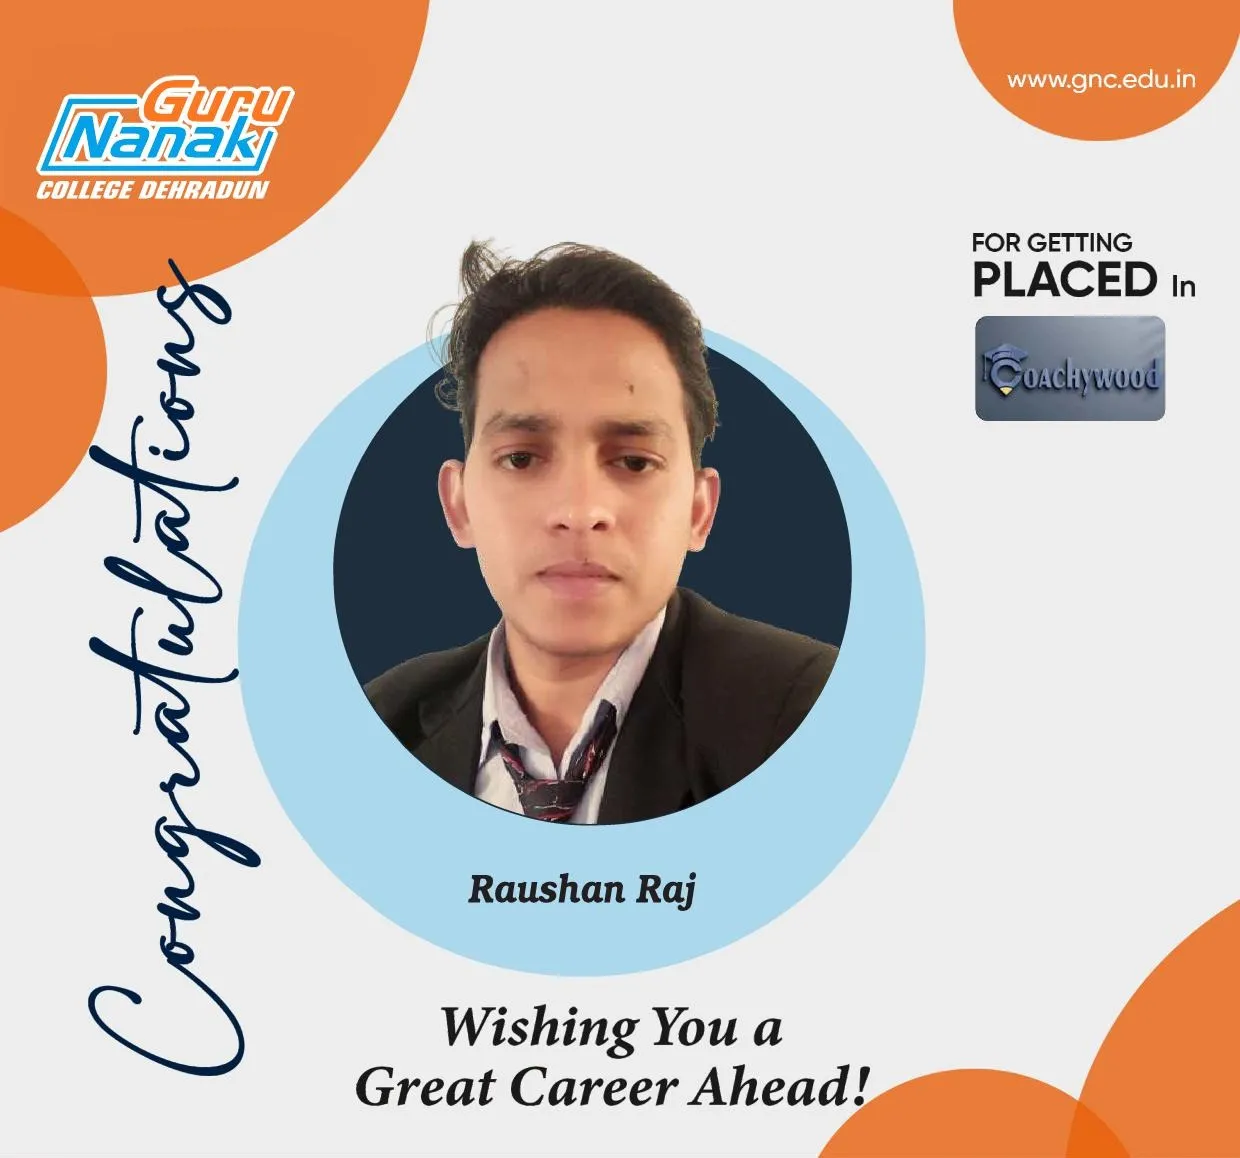 Guru
Nanak
COLLEGE DEHRADUN
www.gnc.edu.in
Congratulations
FOR GETTING
PLACED In
COACHYWOOD
Raushan Raj
Wishing You a
Great Career Ahead!